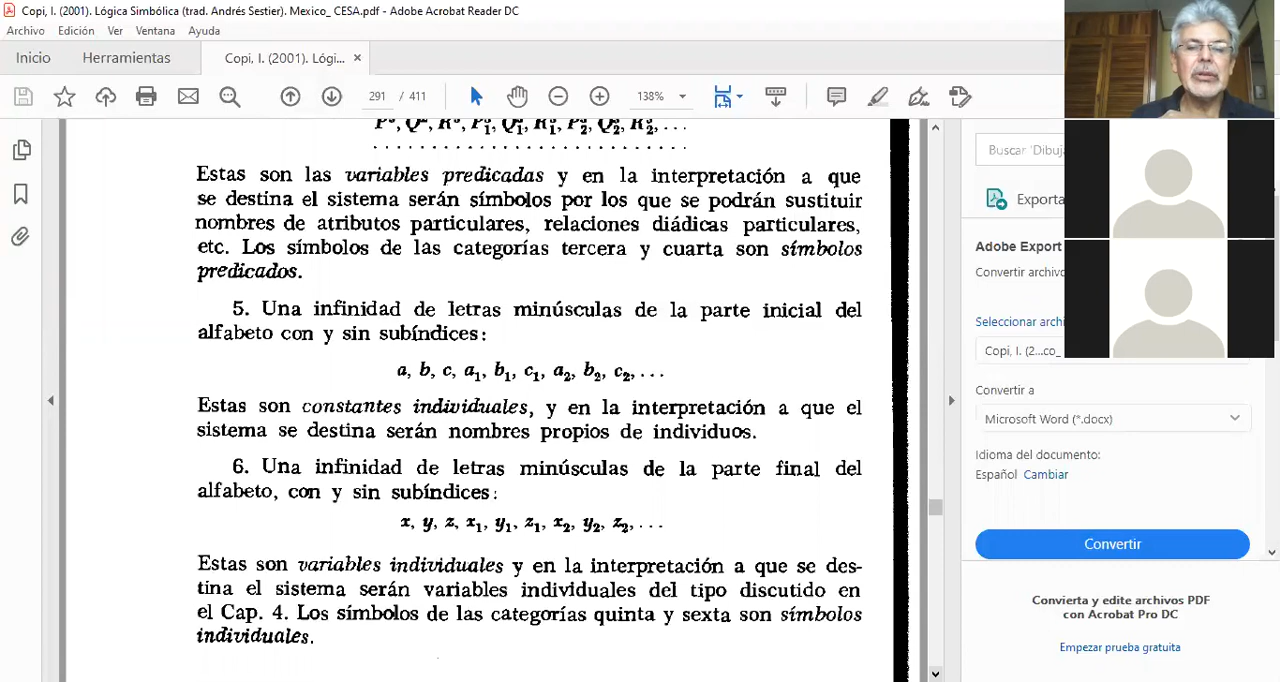 Copi, I. (2001). Lógica Simbólica (trad. Andrés Sestier). Mexico_ CESA.pdf - Adobe Acrobat Reader DC
Archivo Edición Ver Ventana Ayuda
Inicio Herramientas Copi, I. (2001). Lógi... ×
291 / 411 138%
Estas son las variables predicadas y en la interpretación a que
se destina el sistema serán símbolos por los que se podrán sustituir
nombres de atributos particulares, relaciones diádicas particulares,
etc. Los símbolos de las categorías tercera y cuarta son símbolos
predicados.
5. Una infinidad de letras minúsculas de la parte inicial del
alfabeto con y sin subíndices:
a, b, c, a₁, b₁, c₁, a₂, b₂, c₂, . . .
Estas son constantes individuales, y en la interpretación a que el
sistema se destina serán nombres propios de individuos.
6. Una infinidad de letras minúsculas de la parte final del
alfabeto, con y sin subíndices:
x, y, z, x₁, y₁, z₁, x₂, y₂, z₂, . . .
Estas son variables individuales y en la interpretación a que se des-
tina el sistema serán variables individuales del tipo discutido en
el Cap. 4. Los símbolos de las categorías quinta y sexta son símbolos
individuales.
Buscar 'Dibuj
Exporta
Adobe Export
Convertir archiv
Seleccionar archi
Copi, I. (2...co_
Convertir a
Microsoft Word (*.docx)
Idioma del documento:
Español Cambiar
Convertir
Convierta y edite archivos PDF
con Acrobat Pro DC
Empezar prueba gratuita